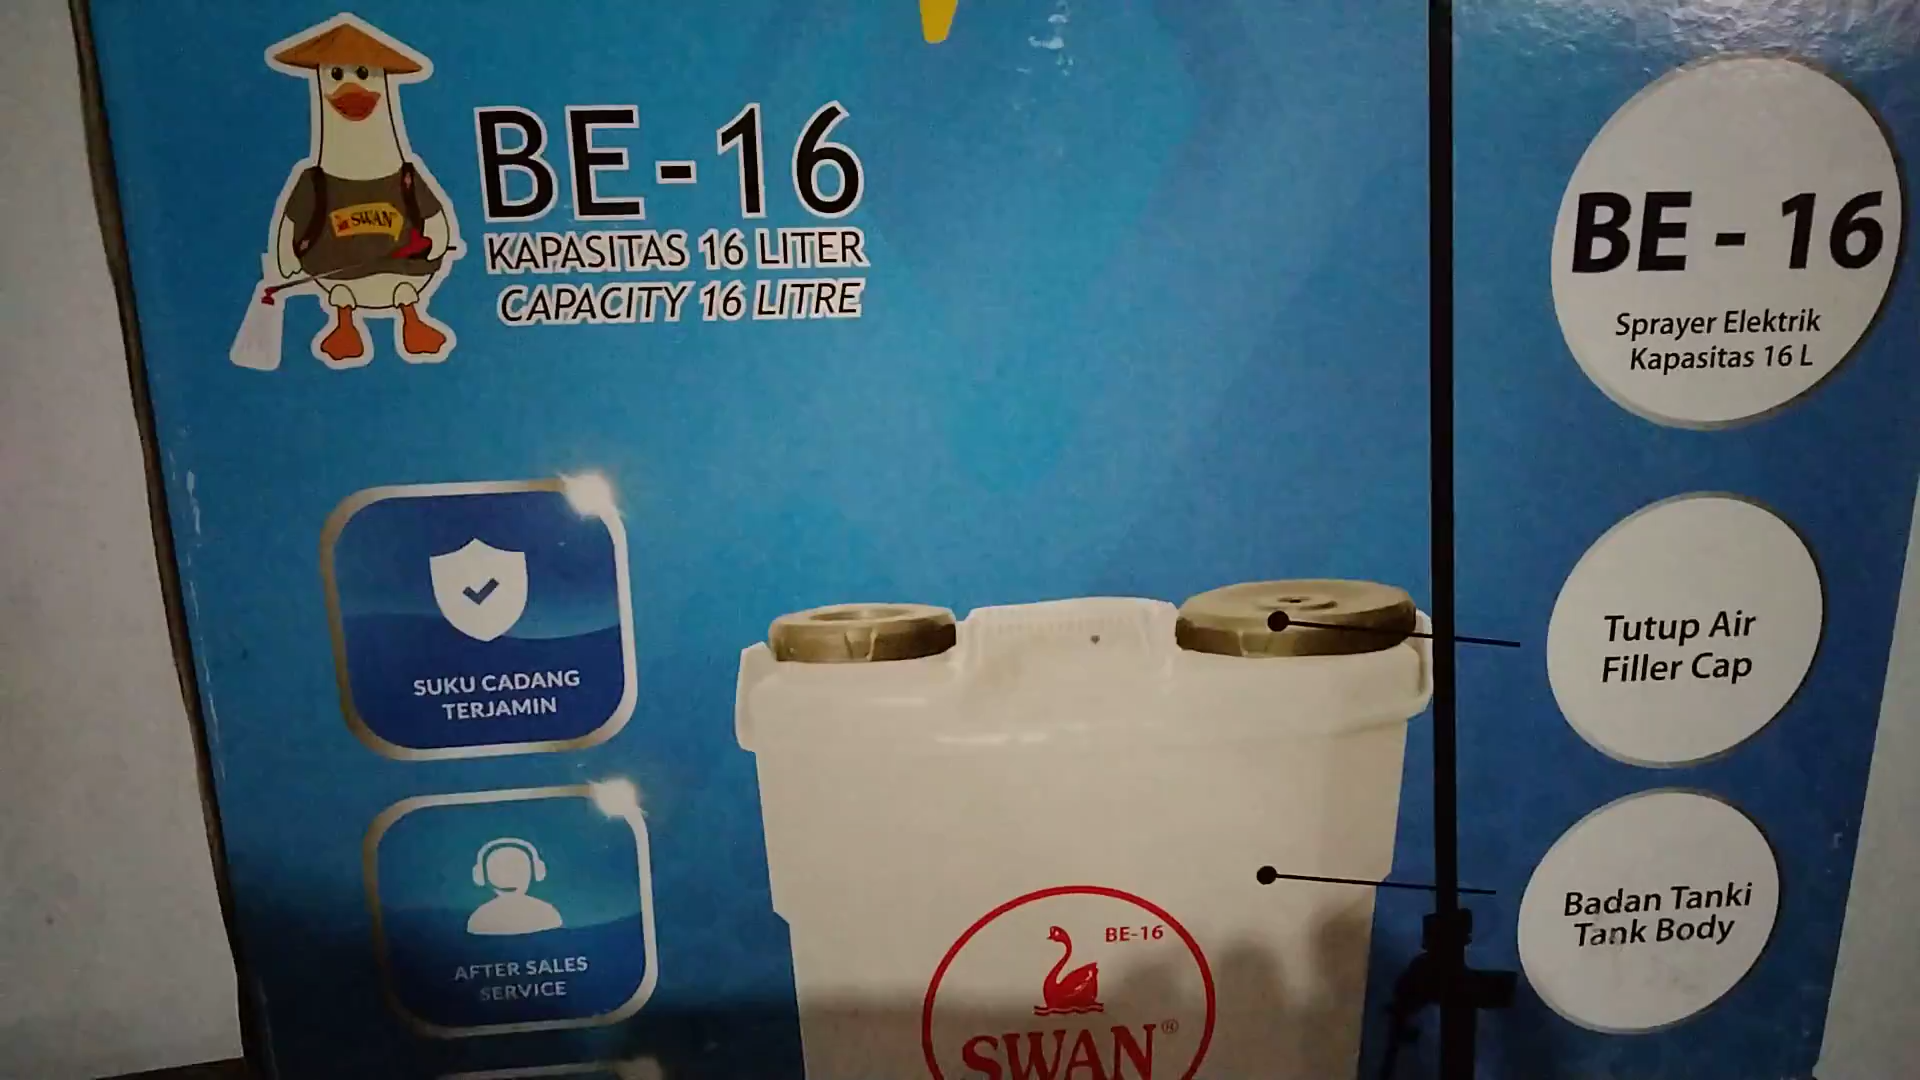 SWAN
BE-16
KAPASITAS 16 LITER
CAPACITY 16 LITRE
SUKU CADANG
TERJAMIN
AFTER SALES
SERVICE
BE-16
SWAN®
BE - 16
Sprayer Elektrik
Kapasitas 16 L
Tutup Air
Filler Cap
Badan Tanki
Tank Body